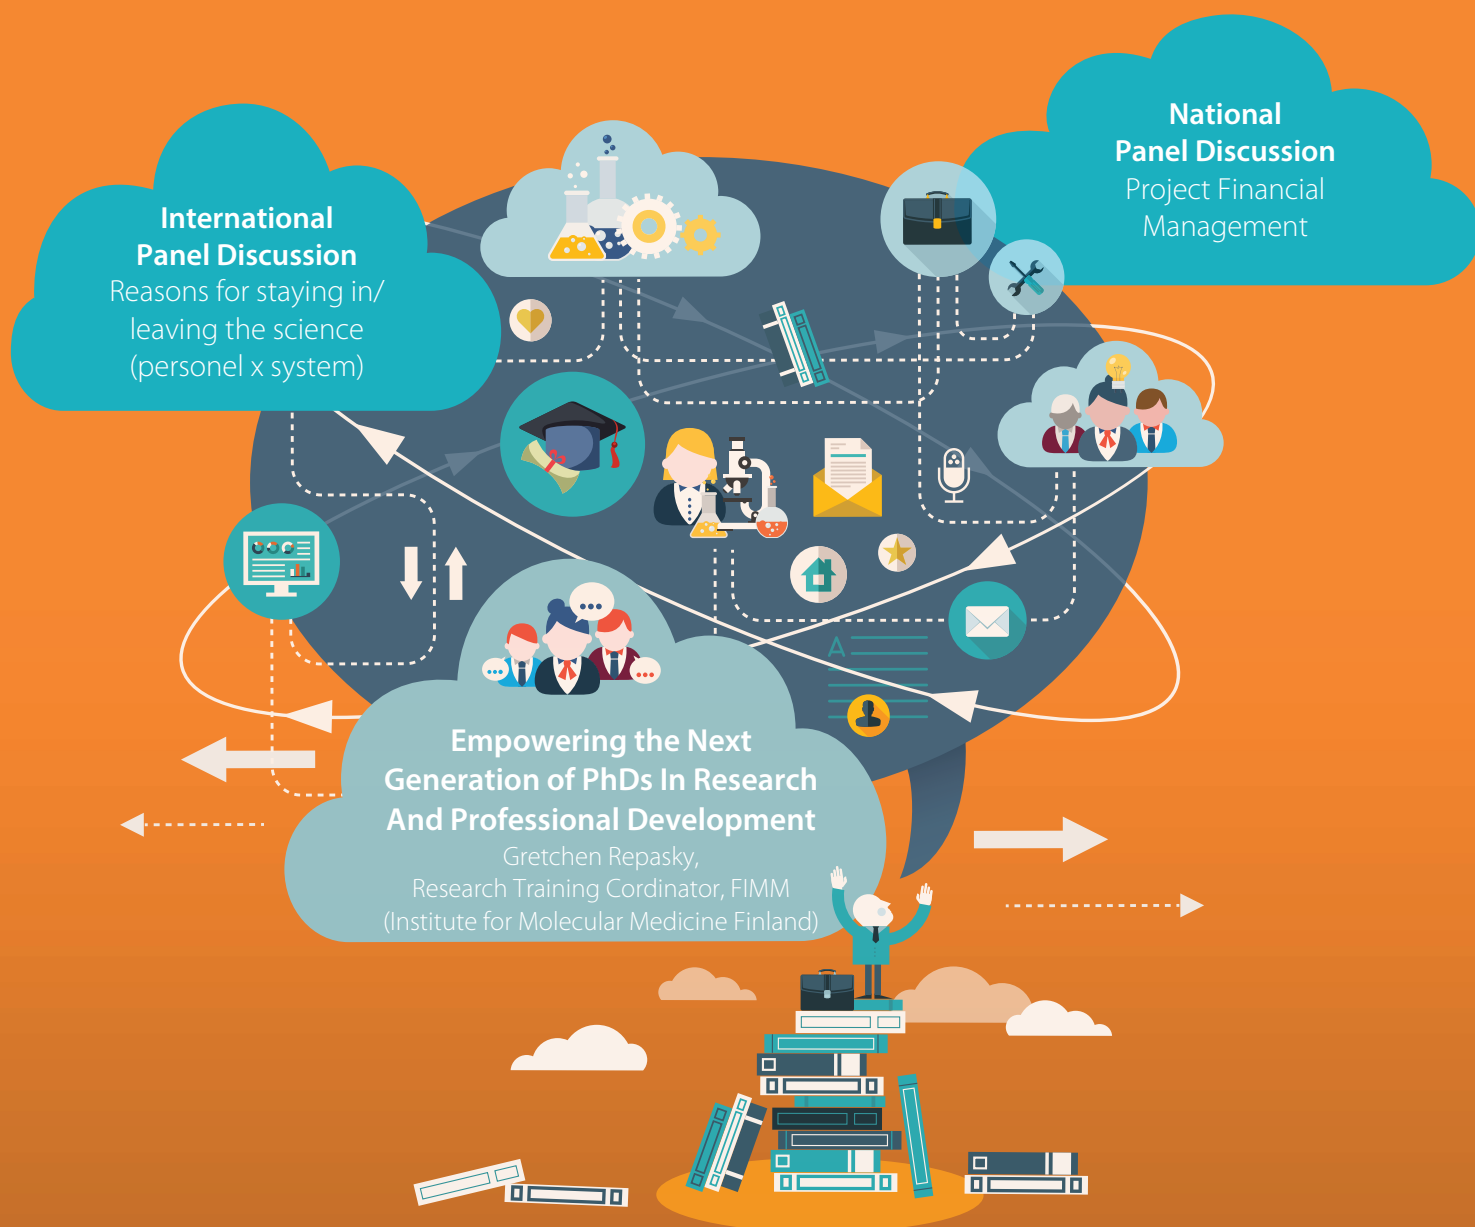 National
Panel Discussion
Project Financial
Management
International
Panel Discussion
Reasons for staying in/
leaving the science
(personel x system)
A
Empowering the Next
Generation of PhDs In Research
And Professional Development
Gretchen Repasky,
Research Training Cordinator, FIMM
(Institute for Molecular Medicine Finland)